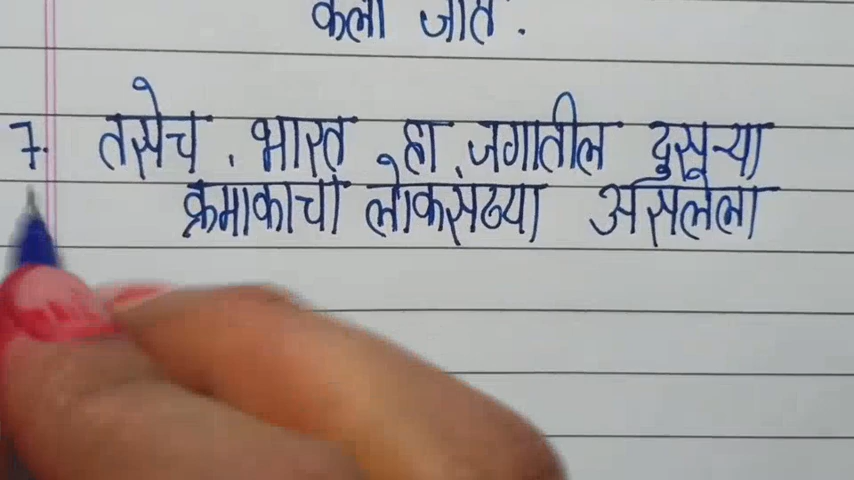 केला जातो.
7. तसेच भारत हा जगातील दुसऱ्या
क्रमाकाचा लोकसंख्या असलेला